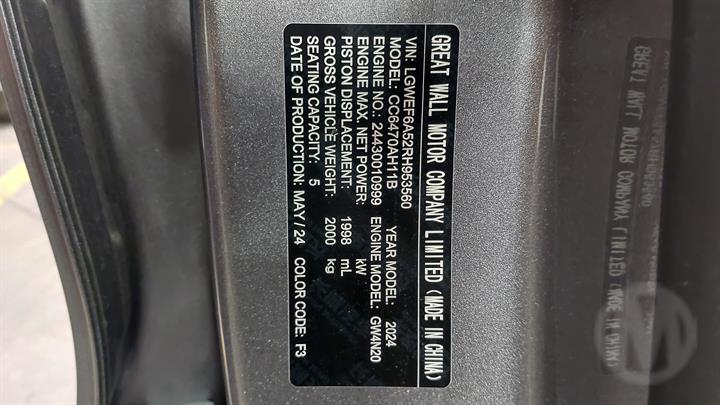 GREAT WALL MOTOR COMPANY LIMITED (MADE IN CHINA)
VIN: LGWEF6A52RH953560
MODEL: CC6470AH11B YEAR MODEL: 2024
ENGINE NO.: 244300010999 ENGINE MODEL: GW4N20
ENGINE MAX. NET POWER: kW
PISTON DISPLACEMENT: 1998 mL
GROSS VEHICLE WEIGHT: 2000 kg
SEATING CAPACITY: 5
DATE OF PRODUCTION: MAY/24 COLOR CODE: F3